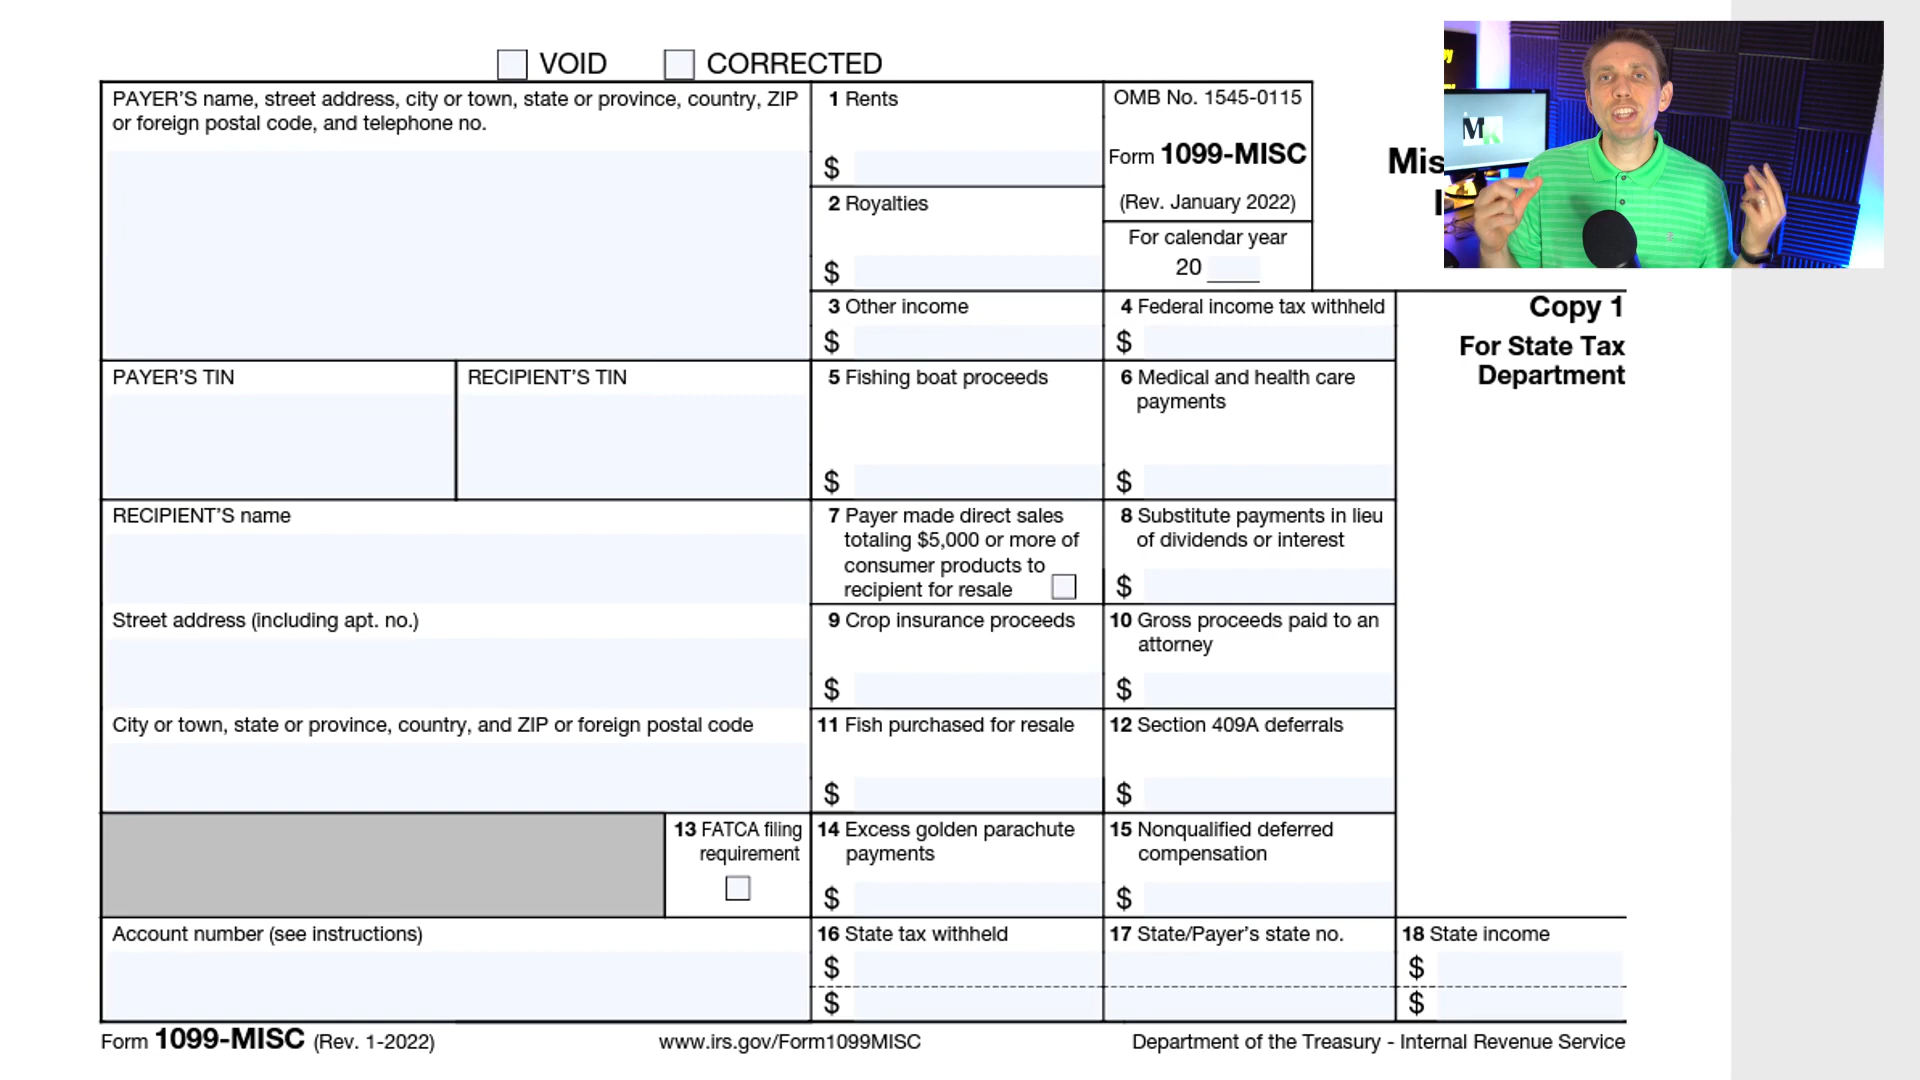 VOID CORRECTED
PAYER'S name, street address, city or town, state or province, country, ZIP
or foreign postal code, and telephone no.
1 Rents
$
2 Royalties
$
OMB No. 1545-0115
Form 1099-MISC
(Rev. January 2022)
For calendar year
20
Mis
3 Other income
$
4 Federal income tax withheld
$
Copy 1
For State Tax
Department
PAYER'S TIN
RECIPIENT'S TIN
5 Fishing boat proceeds
$
6 Medical and health care
payments
$
RECIPIENT'S name
7 Payer made direct sales
totaling $5,000 or more of
consumer products to
recipient for resale
8 Substitute payments in lieu
of dividends or interest
$
Street address (including apt. no.)
9 Crop insurance proceeds
$
10 Gross proceeds paid to an
attorney
$
City or town, state or province, country, and ZIP or foreign postal code
11 Fish purchased for resale
$
12 Section 409A deferrals
$
13 FATCA filing
requirement
14 Excess golden parachute
payments
$
15 Nonqualified deferred
compensation
$
Account number (see instructions)
16 State tax withheld
$
$
17 State/Payer's state no.
18 State income
$
$
Form 1099-MISC (Rev. 1-2022)
www.irs.gov/Form1099MISC
Department of the Treasury - Internal Revenue Service
MK